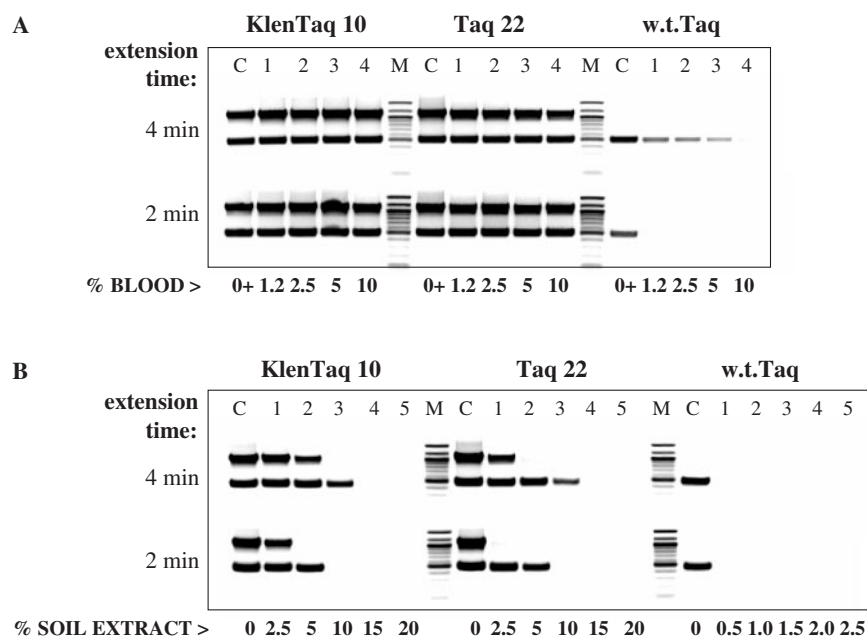 A
KlenTaq 10 Taq 22 w.t.Taq
extension
time:
C 1 2 3 4 M C 1 2 3 4 M C 1 2 3 4
4 min
2 min
% BLOOD > 0+ 1.2 2.5 5 10 0+ 1.2 2.5 5 10 0+ 1.2 2.5 5 10
B
KlenTaq 10 Taq 22 w.t.Taq
extension
time:
C 1 2 3 4 5 M C 1 2 3 4 5 M C 1 2 3 4 5
4 min
2 min
% SOIL EXTRACT > 0 2.5 5 10 15 20 0 2.5 5 10 15 20 0 0.5 1.0 1.5 2.0 2.5